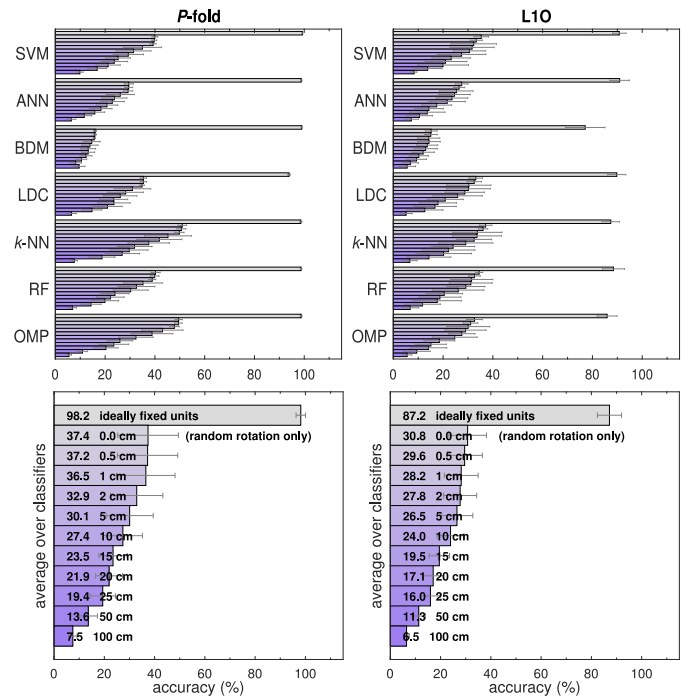 P-fold
SVM
ANN
BDM
LDC
k-NN
RF
OMP
0 20 40 60 80 100
L1O
SVM
ANN
BDM
LDC
k-NN
RF
OMP
0 20 40 60 80 100
average over classifiers
98.2 ideally fixed units
37.4 0.0 cm (random rotation only)
37.2 0.5 cm
36.5 1 cm
32.9 2 cm
30.1 5 cm
27.4 10 cm
23.5 15 cm
21.9 20 cm
19.4 25 cm
13.6 50 cm
7.5 100 cm
0 20 40 60 80 100
accuracy (%)
average over classifiers
87.2 ideally fixed units
30.8 0.0 cm (random rotation only)
29.6 0.5 cm
28.2 1 cm
27.8 2 cm
26.5 5 cm
24.0 10 cm
19.5 15 cm
17.1 20 cm
16.0 25 cm
11.3 50 cm
6.5 100 cm
0 20 40 60 80 100
accuracy (%)